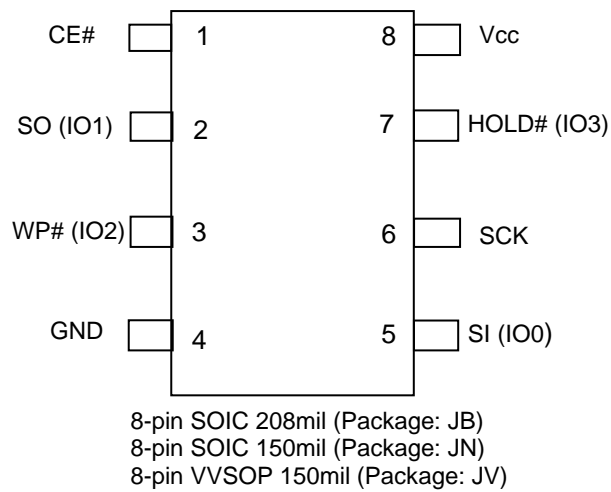 CE# 1 8 Vcc
SO (IO1) 2 7 HOLD# (IO3)
WP# (IO2) 3 6 SCK
GND 4 5 SI (IO0)
8-pin SOIC 208mil (Package: JB)
8-pin SOIC 150mil (Package: JN)
8-pin VVSOP 150mil (Package: JV)